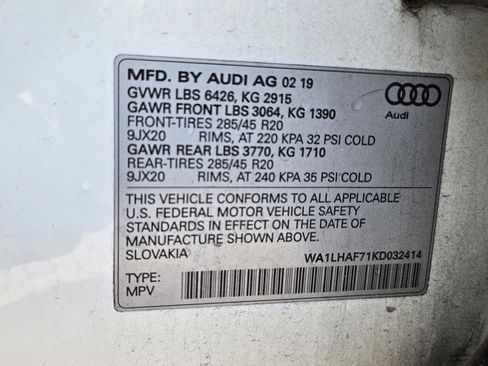 MFD. BY AUDI AG 02 19
GVWR LBS 6426, KG 2915
GAWR FRONT LBS 3064, KG 1390
FRONT-TIRES 285/45 R20
9JX20 RIMS, AT 220 KPA 32 PSI COLD
GAWR REAR LBS 3770, KG 1710
REAR-TIRES 285/45 R20
9JX20 RIMS, AT 240 KPA 35 PSI COLD
Audi
THIS VEHICLE CONFORMS TO ALL APPLICABLE
U.S. FEDERAL MOTOR VEHICLE SAFETY
STANDARDS IN EFFECT ON THE DATE OF
MANUFACTURE SHOWN ABOVE.
SLOVAKIA WA1LHAF71KD032414
TYPE:
MPV